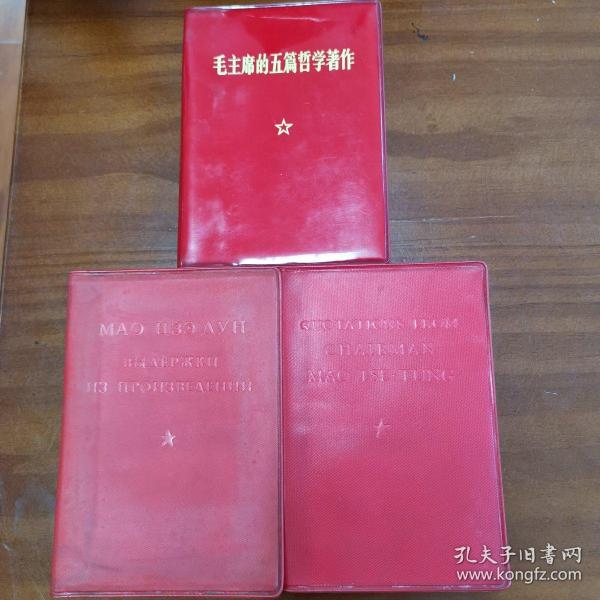 毛主席的五篇哲学著作
МАО ЦЗЭ-ДУН
ВЫДЕРЖКИ
ИЗ ПРОИЗВЕДЕНИЙ
QUOTATIONS FROM
CHAIRMAN
MAO TSE-TUNG
孔夫子旧书网
www.kongfz.com